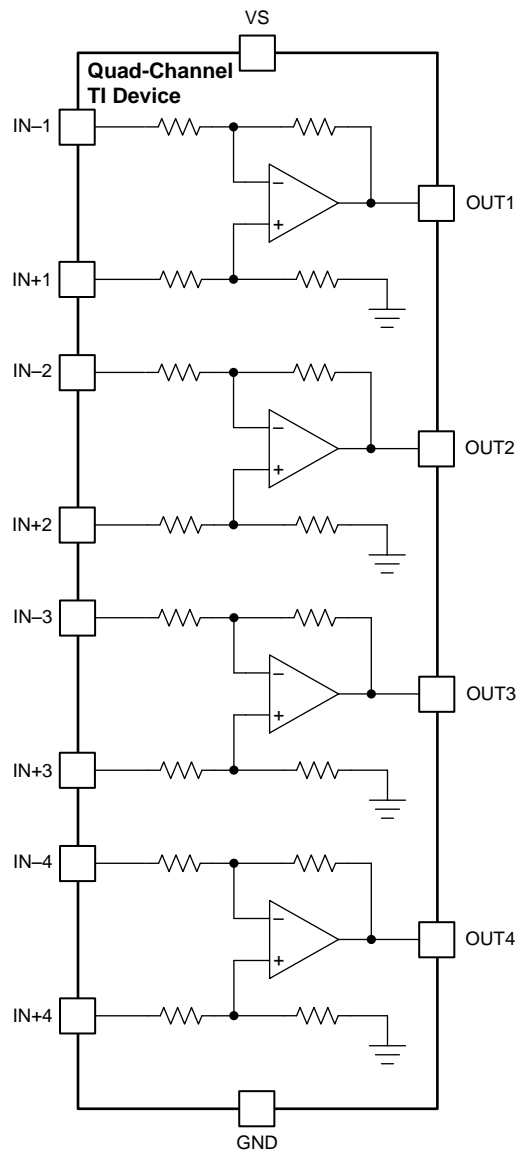 VS
Quad-Channel
TI Device
IN–1
−
+
OUT1
IN+1
IN–2
−
+
OUT2
IN+2
IN–3
−
+
OUT3
IN+3
IN–4
−
+
OUT4
IN+4
GND